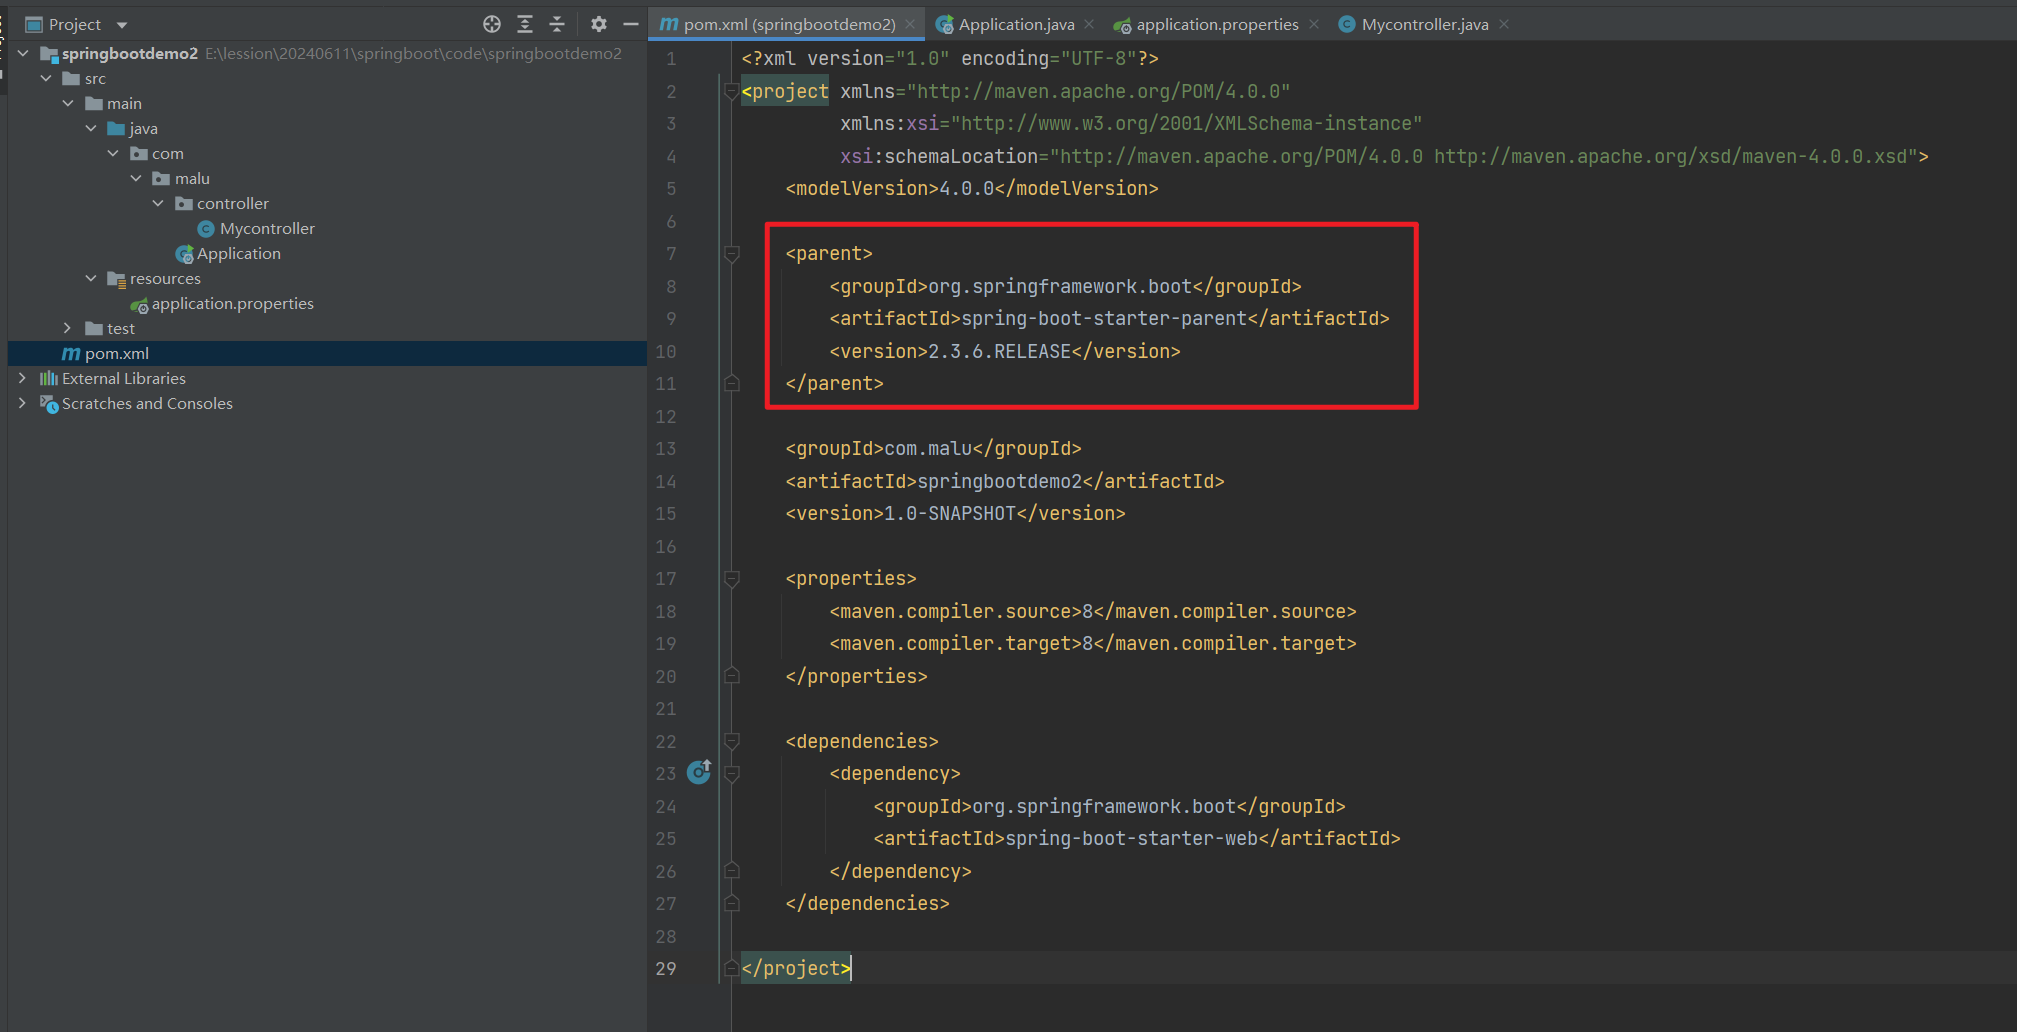 Project
springbootdemo2 E:\lession\20240611\springboot\code\springbootdemo2
src
main
java
com
malu
controller
Mycontroller
Application
resources
application.properties
test
pom.xml
External Libraries
Scratches and Consoles
pom.xml (springbootdemo2) Application.java application.properties Mycontroller.java
1 <?xml version="1.0" encoding="UTF-8"?>
2 <project xmlns="http://maven.apache.org/POM/4.0.0"
3 xmlns:xsi="http://www.w3.org/2001/XMLSchema-instance"
4 xsi:schemaLocation="http://maven.apache.org/POM/4.0.0 http://maven.apache.org/xsd/maven-4.0.0.xsd">
5 <modelVersion>4.0.0</modelVersion>
6
7 <parent>
8 <groupId>org.springframework.boot</groupId>
9 <artifactId>spring-boot-starter-parent</artifactId>
10 <version>2.3.6.RELEASE</version>
11 </parent>
12
13 <groupId>com.malu</groupId>
14 <artifactId>springbootdemo2</artifactId>
15 <version>1.0-SNAPSHOT</version>
16
17 <properties>
18 <maven.compiler.source>8</maven.compiler.source>
19 <maven.compiler.target>8</maven.compiler.target>
20 </properties>
21
22 <dependencies>
23 <dependency>
24 <groupId>org.springframework.boot</groupId>
25 <artifactId>spring-boot-starter-web</artifactId>
26 </dependency>
27 </dependencies>
28
29 </project>